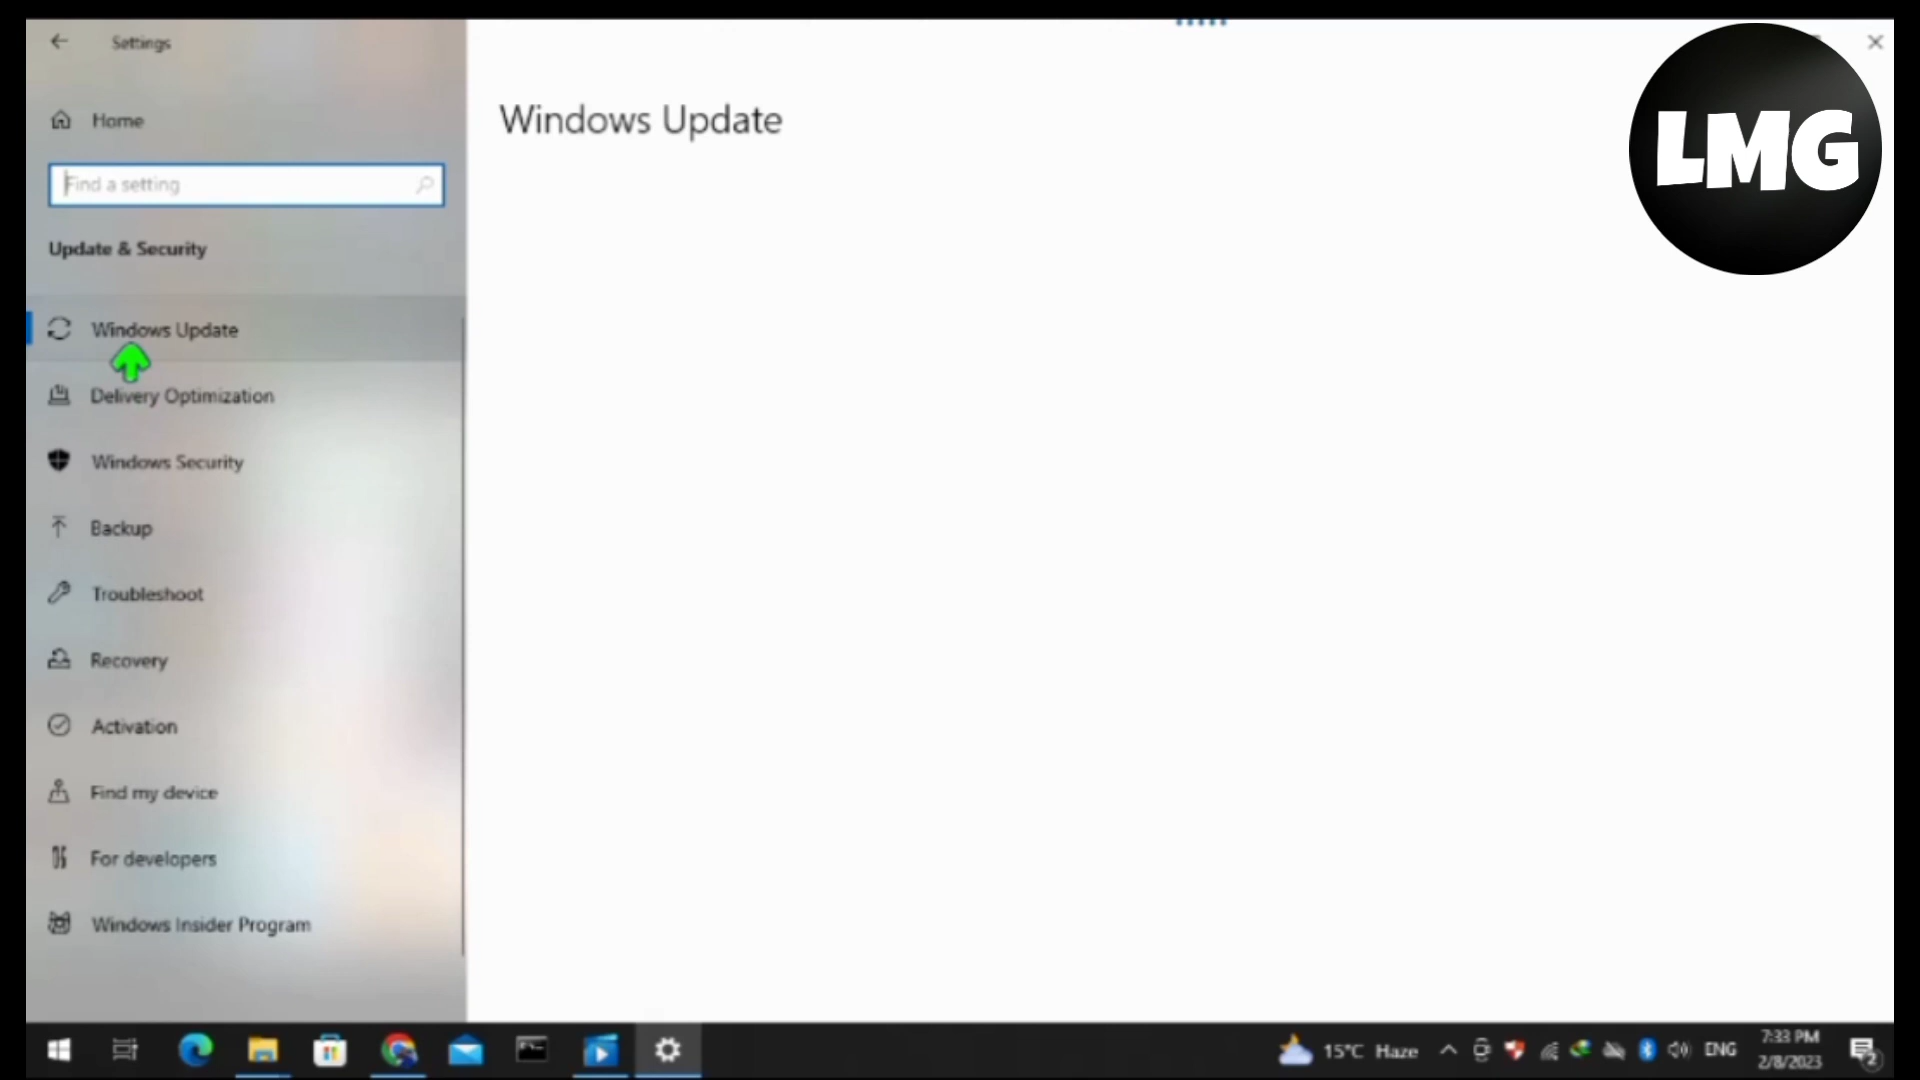 Settings
Home
Find a setting
Update & Security
Windows Update
Delivery Optimization
Windows Security
Backup
Troubleshoot
Recovery
Activation
Find my device
For developers
Windows Insider Program
Windows Update
LMG
15°C Haze
ENG
7:33 PM
2/8/2023
2